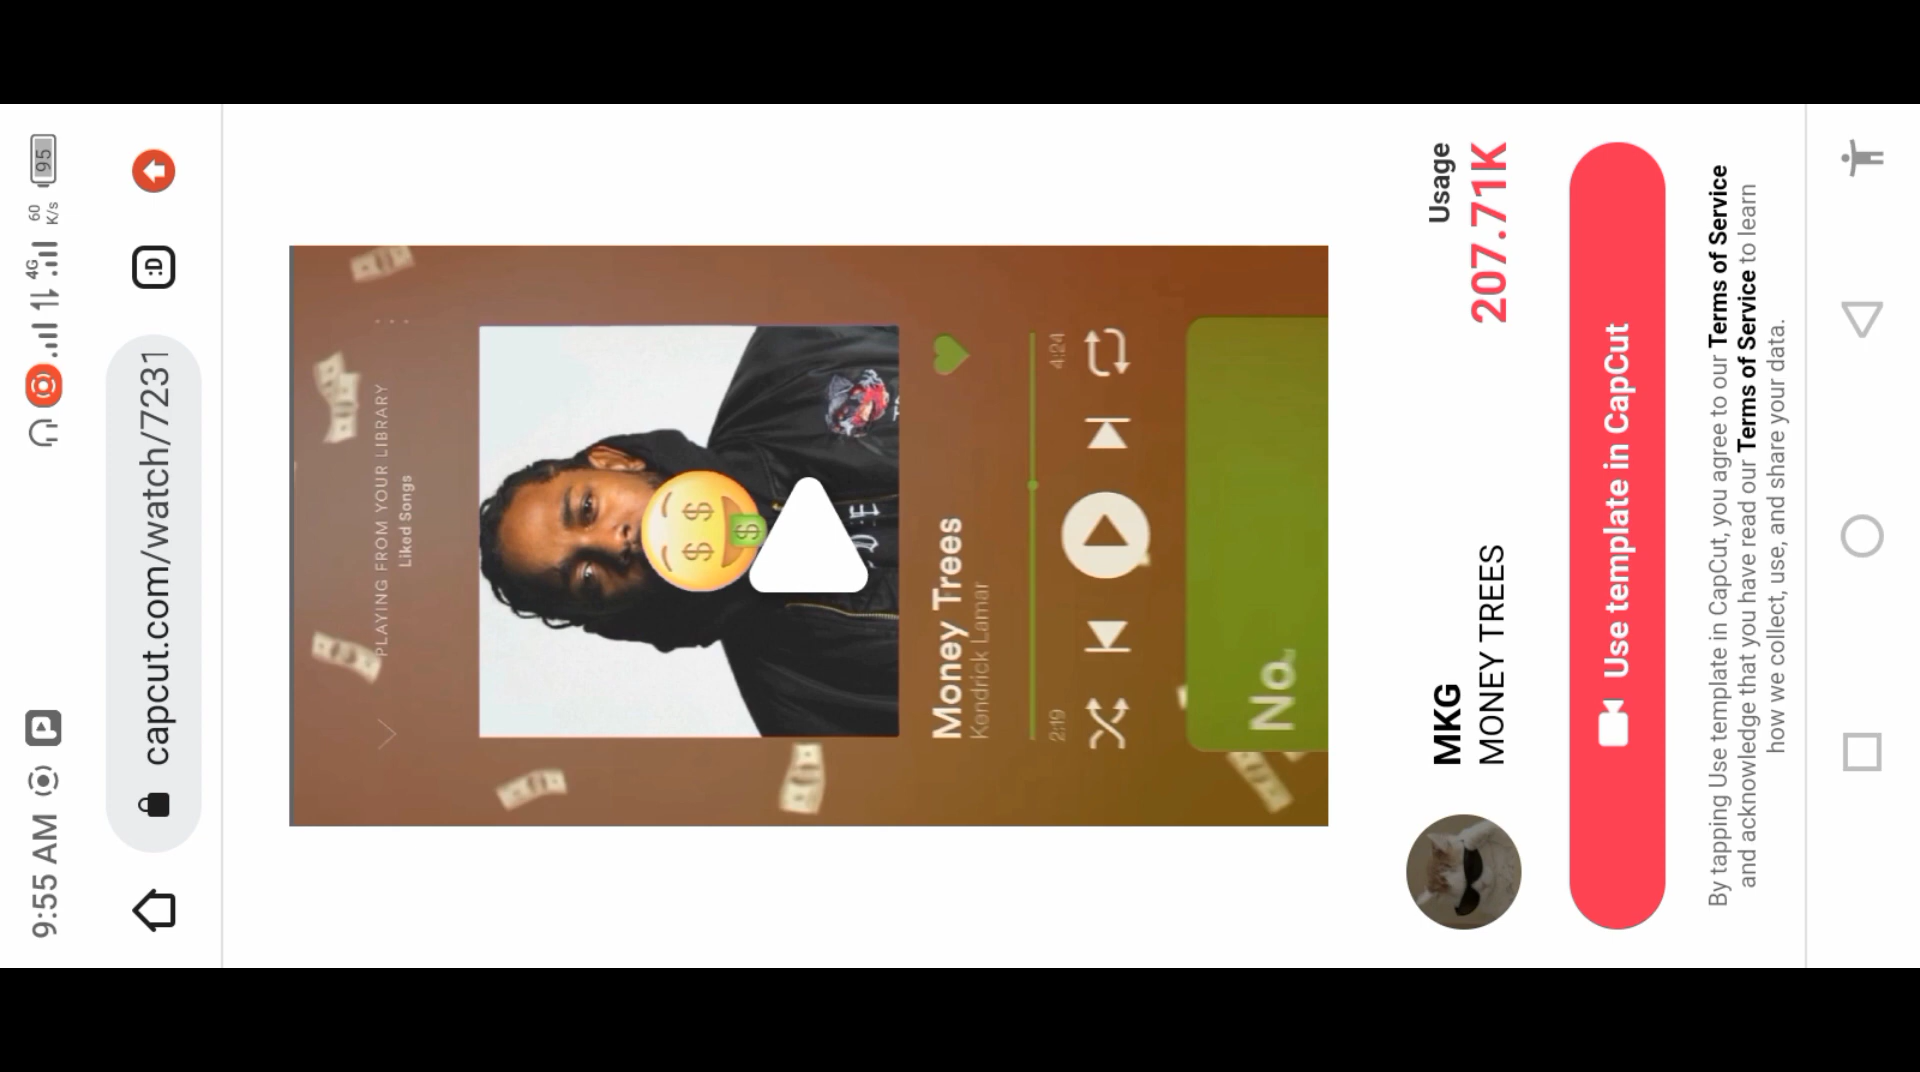 9:55 AM
60
K/s
4G
95
capcut.com/watch/7231
:D
PLAYING FROM YOUR LIBRARY
Liked Songs
Money Trees
Kendrick Lamar
2:19
4:24
No.
MKG
MONEY TREES
Usage
207.71K
Use template in CapCut
By tapping Use template in CapCut, you agree to our Terms of Service
and acknowledge that you have read our Terms of Service to learn
how we collect, use, and share your data.